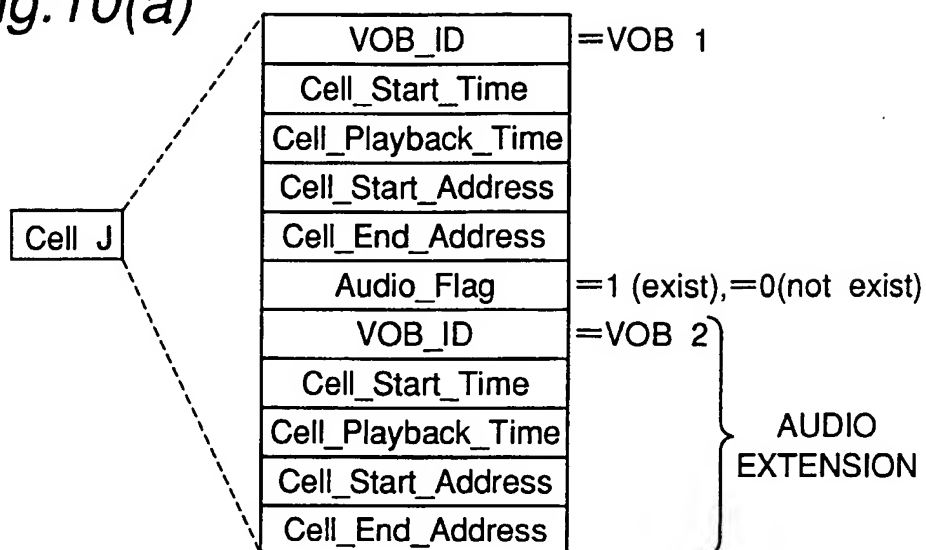 ig.10(a)
VOB_ID =VOB 1
Cell_Start_Time
Cell_Playback_Time
Cell_Start_Address
Cell J
Cell_End_Address
Audio_Flag =1 (exist),=0(not exist)
VOB_ID =VOB 2
Cell_Start_Time
Cell_Playback_Time
AUDIO
EXTENSION
Cell_Start_Address
Cell_End_Address